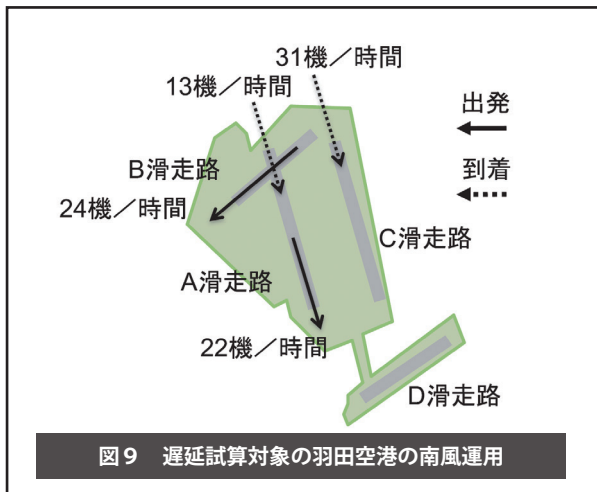 31機／時間
13機／時間
出発
到着
B滑走路
24機／時間
C滑走路
A滑走路
22機／時間
D滑走路
図9 遅延試算対象の羽田空港の南風運用